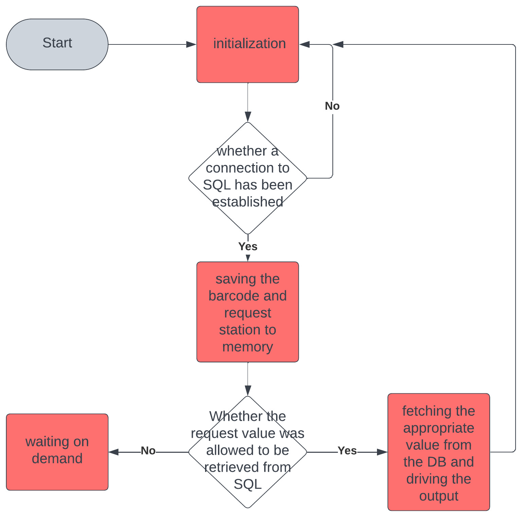 Start
initialization
No
whether a
connection to
SQL has been
established
Yes
saving the
barcode and
request
station to
memory
Whether the
request value was
allowed to be
retrieved from
SQL
No
waiting on
demand
Yes
fetching the
appropriate
value from
the DB and
driving the
output